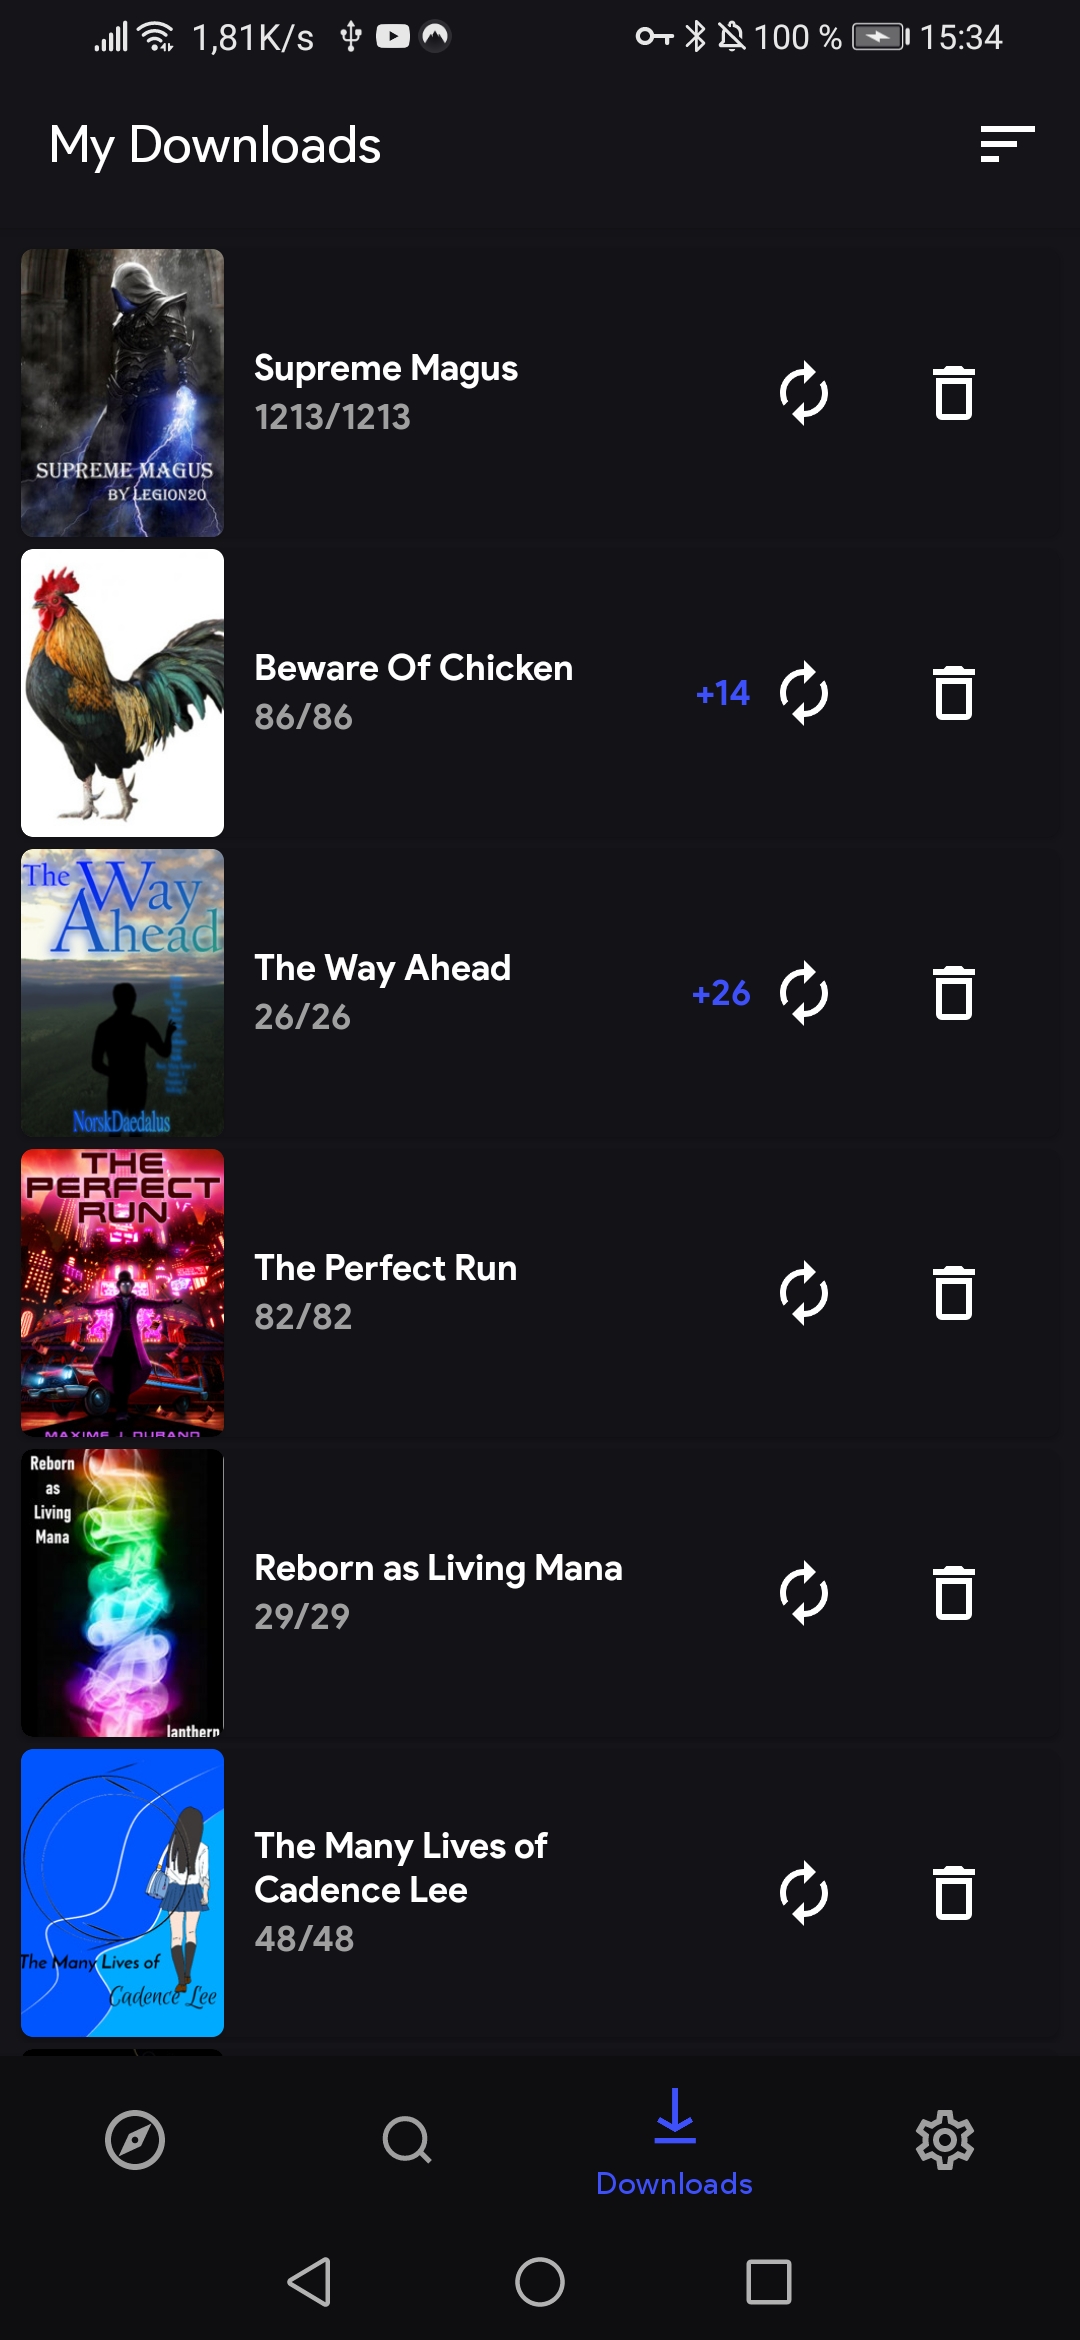 1,81K/s 100 % 15:34
My Downloads
SUPREME MAGUS
BY LEGION20
Supreme Magus
1213/1213
Beware Of Chicken
86/86
+14
The Way
Ahead
NorskDaedalus
The Way Ahead
26/26
+26
THE
PERFECT
RUN
MAXIME J. DURAND
The Perfect Run
82/82
Reborn
as
Living
Mana
Ianthern
Reborn as Living Mana
29/29
The Many Lives of
Cadence Lee
The Many Lives of
Cadence Lee
48/48
Downloads